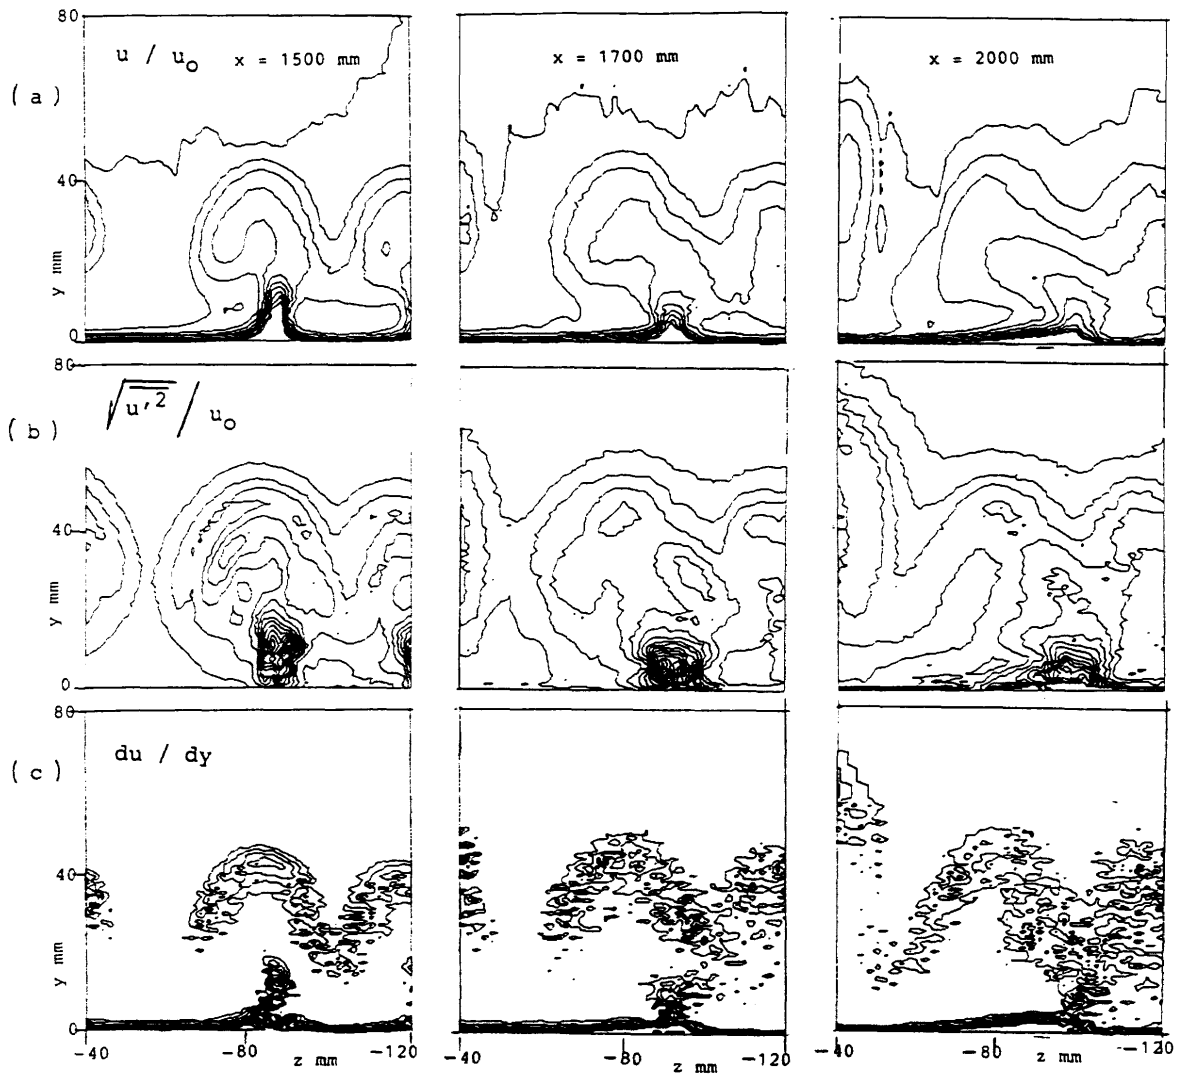 80
u / u₀ x = 1500 mm
x = 1700 mm
x = 2000 mm
(a)
40
y mm
0
80
√u'² / u₀
(b)
40
y mm
0
80
du / dy
(c)
40
y mm
0
-40 -80 z mm -120
-40 -80 z mm -120
-40 -80 z mm -120